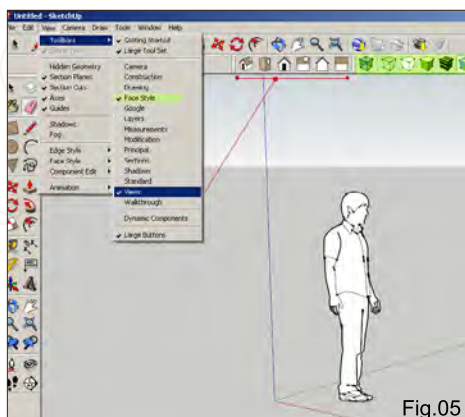 Untitled - SketchUp
File Edit View Camera Draw Tools Window Help
Toolbars
Hidden Geometry
Section Planes
Section Cuts
Axes
Guides
Shadows
Fog
Edge Style
Face Style
Component Edit
Animation
Getting Started
Large Tool Set
Camera
Construction
Drawing
Face Style
Google
Layers
Measurements
Modification
Principal
Sections
Shadows
Standard
Views
Walkthrough
Dynamic Components
Large Buttons
Fig.05